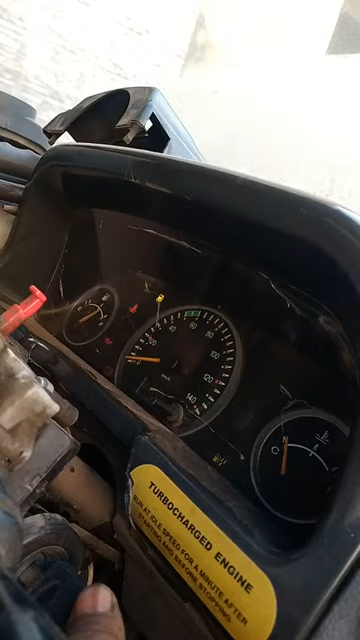 20
40
60
80
100
120
140
km/h
C
TURBOCHARGED ENGINE
RUN AT IDLE SPEED FOR A MINUTE AFTER
STARTING AND BEFORE STOPPING